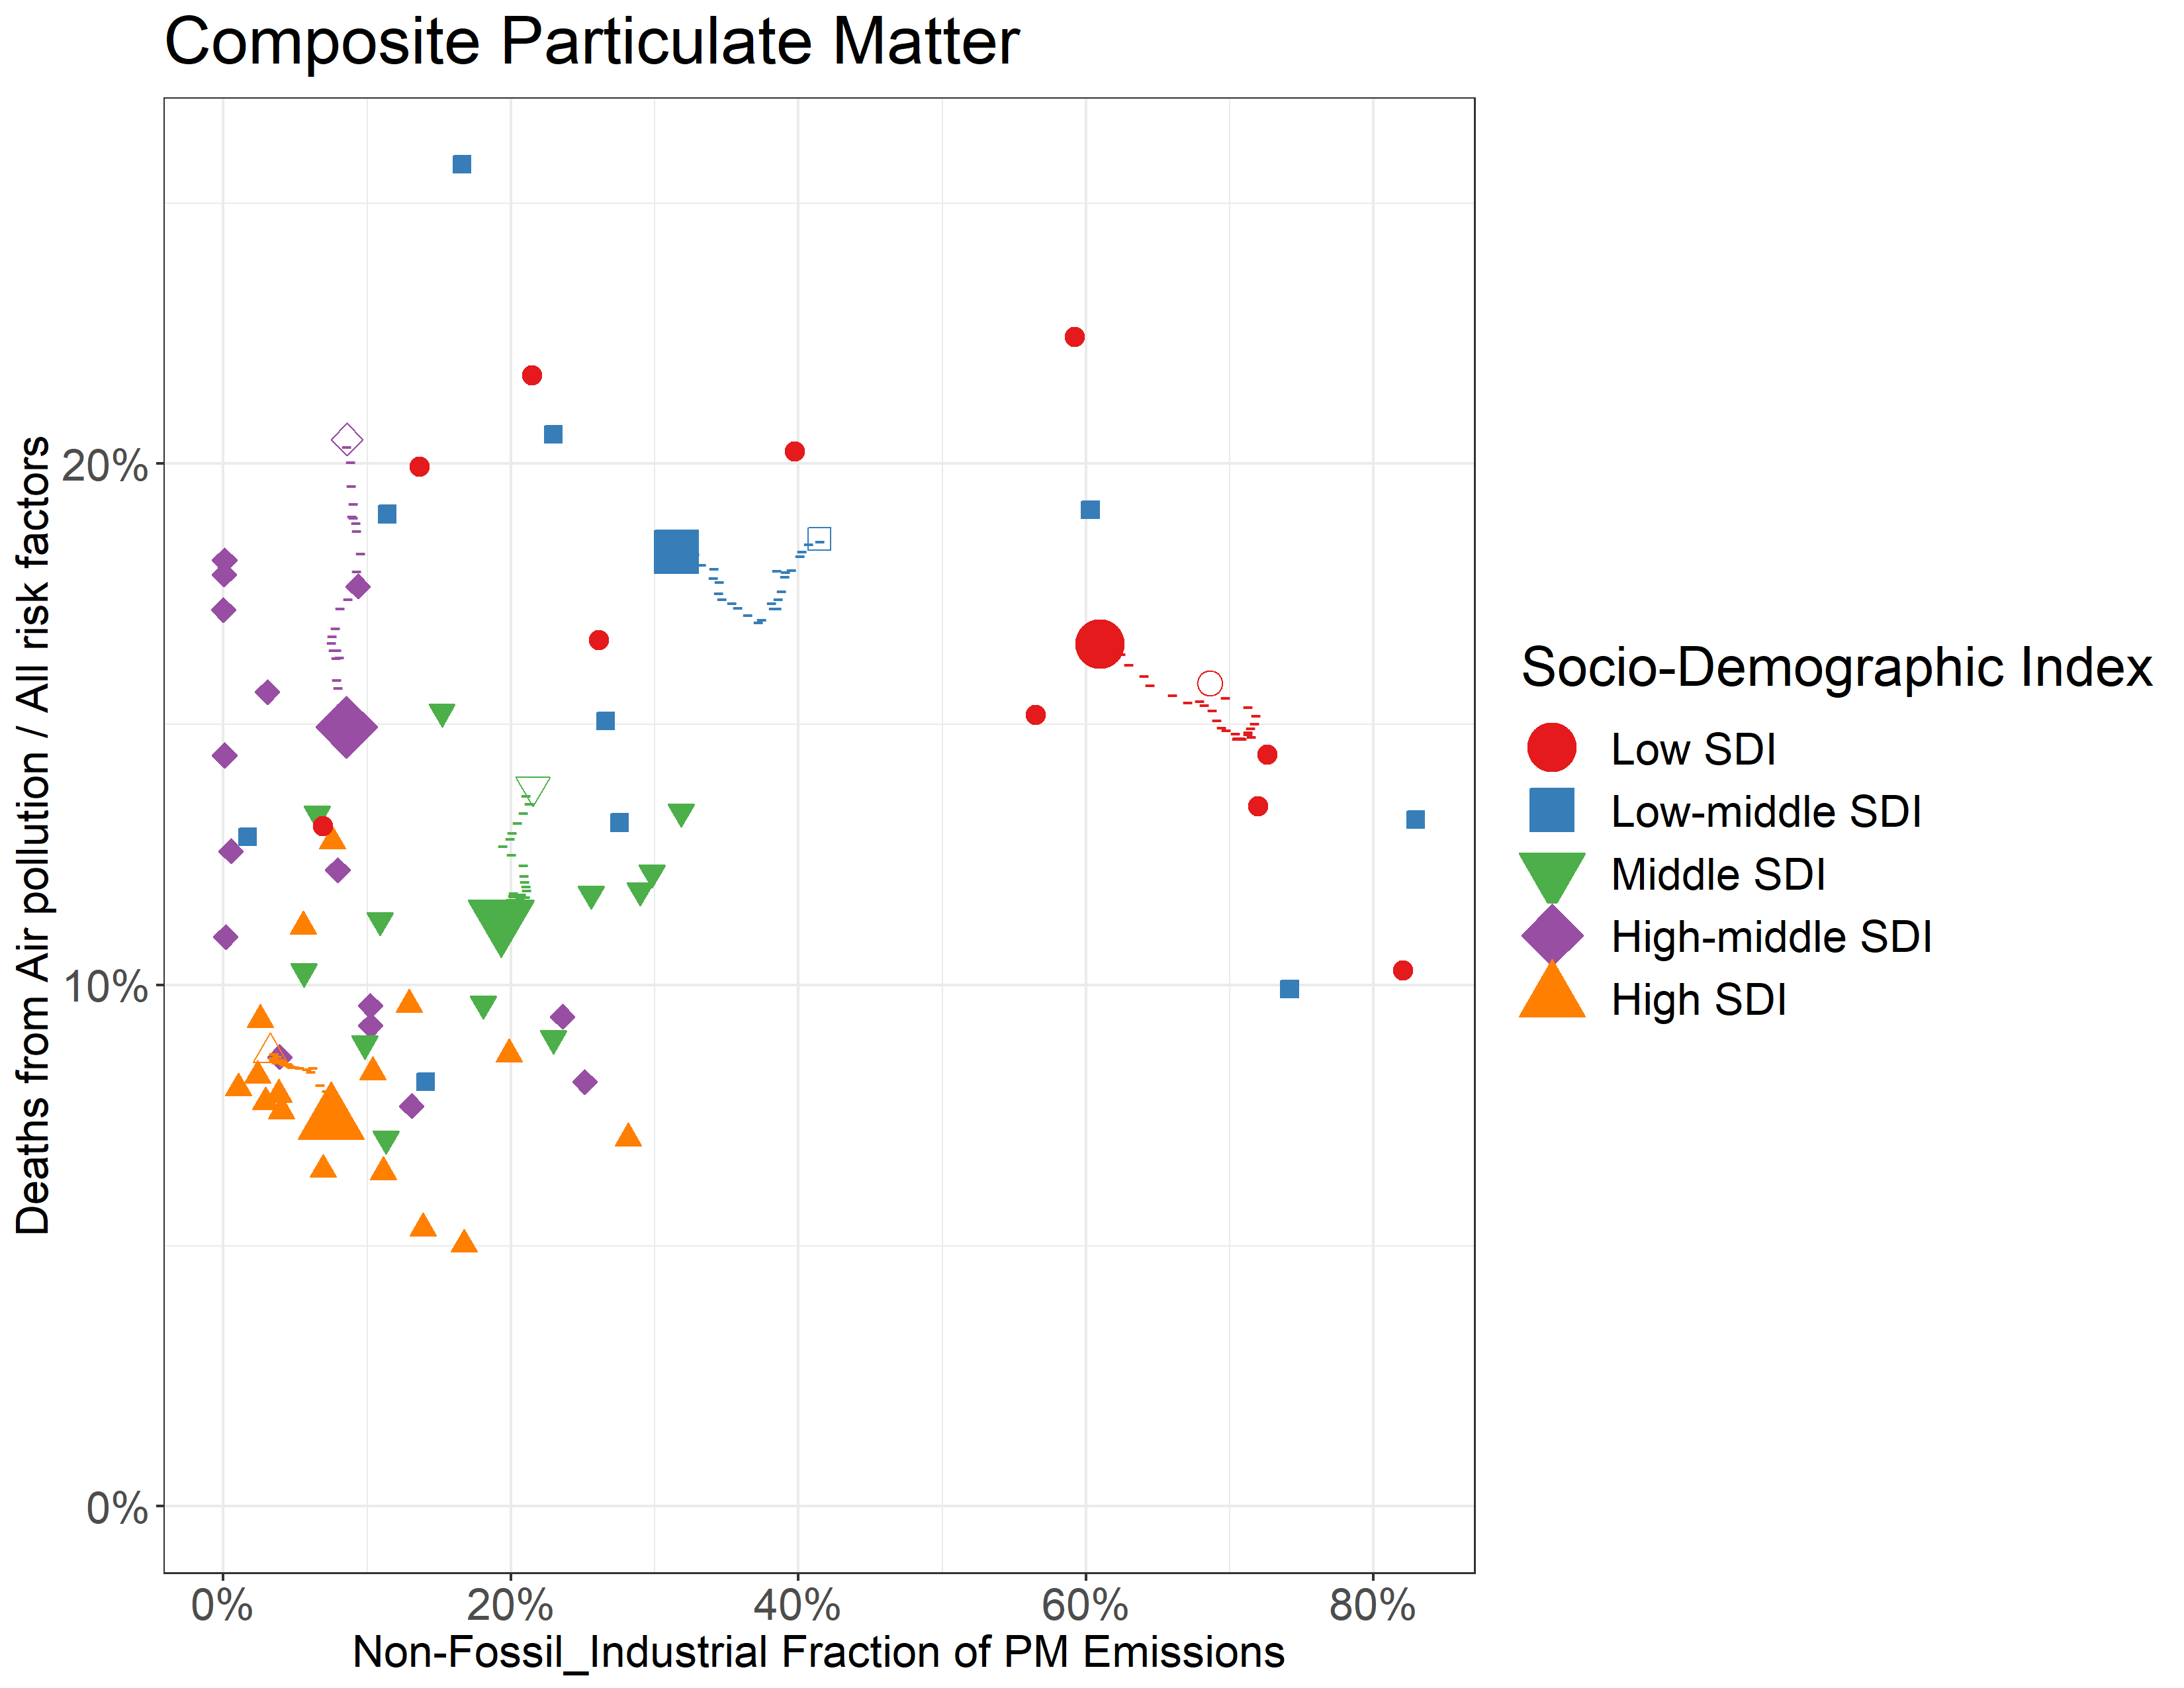 Composite Particulate Matter
Deaths from Air pollution / All risk factors
20%
10%
0%
0%
20%
40%
60%
80%
Non-Fossil_Industrial Fraction of PM Emissions
Socio-Demographic Index
Low SDI
Low-middle SDI
Middle SDI
High-middle SDI
High SDI